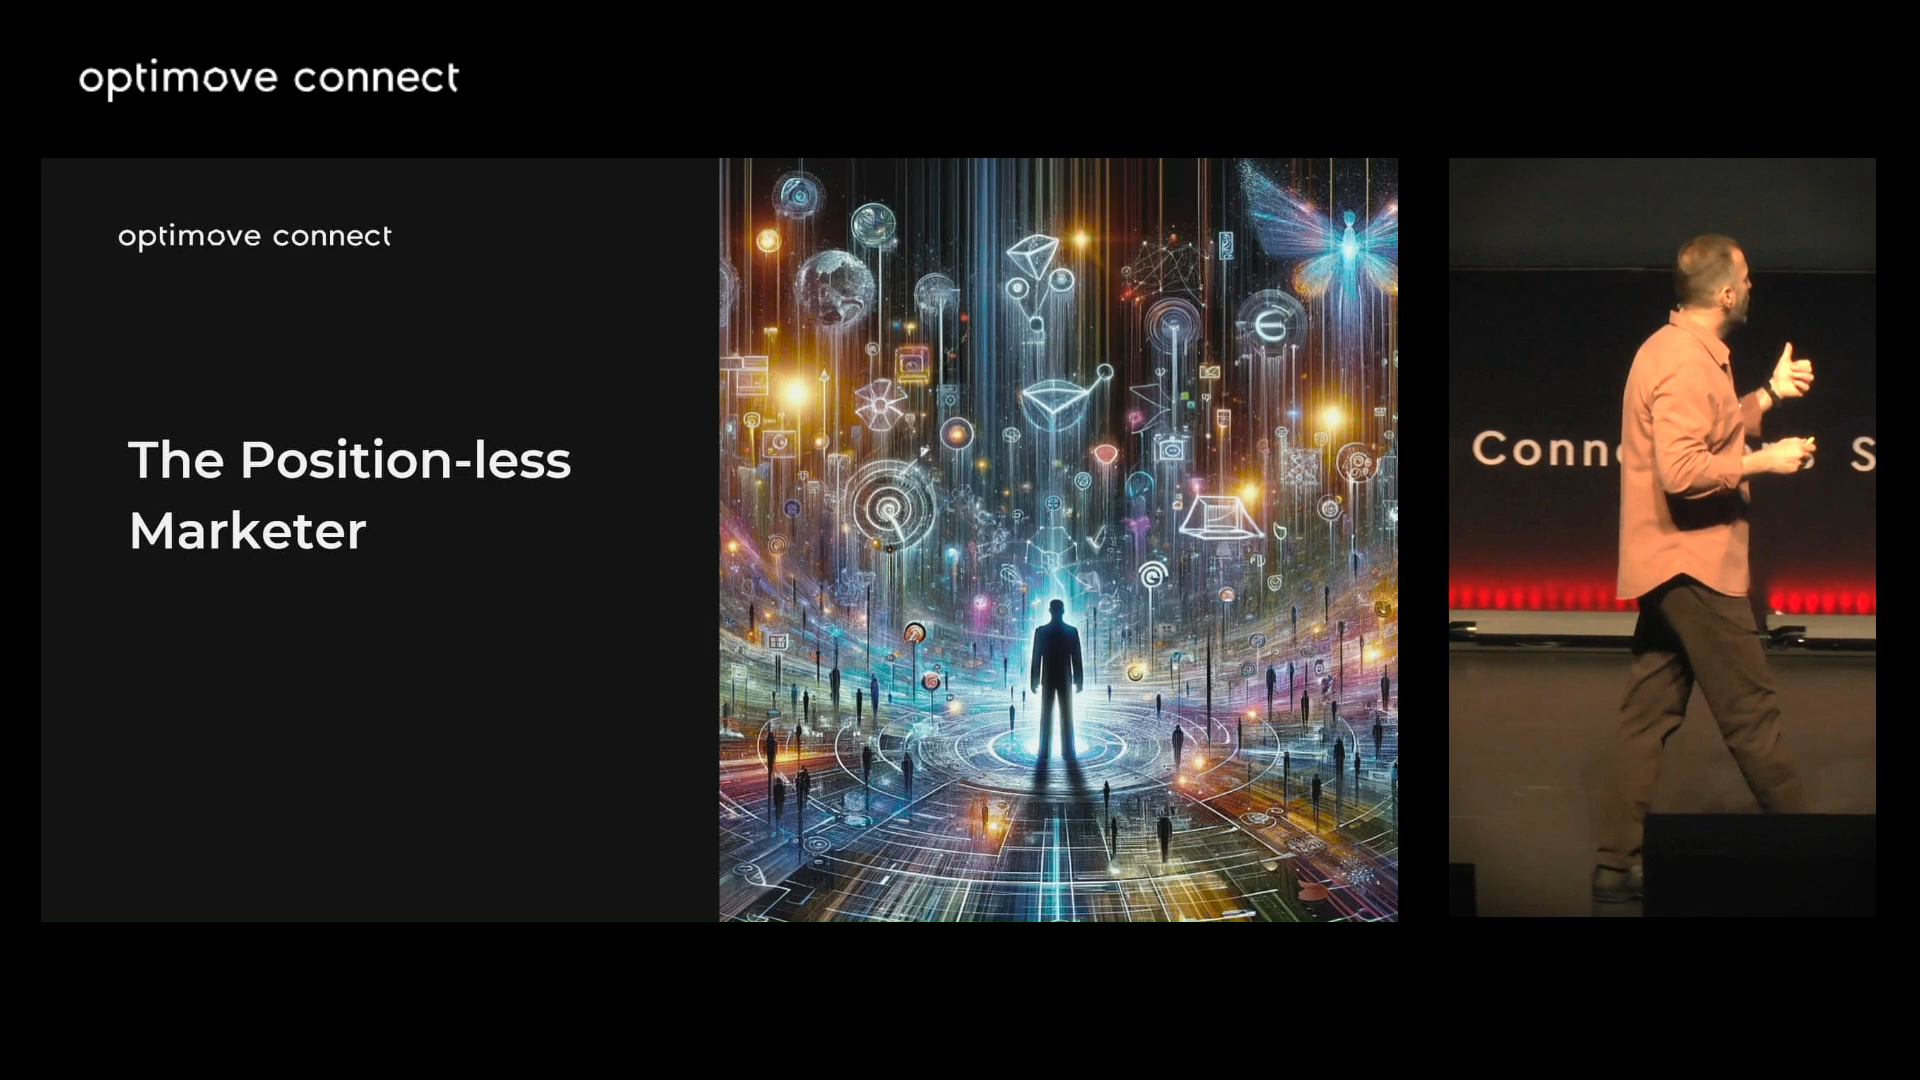 optimove connect
optimove connect
The Position-less
Marketer
Conn
S